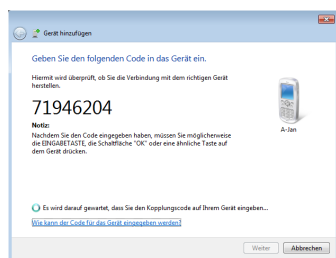 Gerät hinzufügen
Geben Sie den folgenden Code in das Gerät ein.
Hiermit wird überprüft, ob Sie die Verbindung mit dem richtigen Gerät
herstellen.
71946204
Notiz:
Nachdem Sie den Code eingegeben haben, müssen Sie möglicherweise
die EINGABETASTE, die Schaltfläche "OK" oder eine ähnliche Taste auf
dem Gerät drücken.
A-Jan
Es wird darauf gewartet, dass Sie den Kopplungscode auf Ihrem Gerät eingeben...
Wie kann der Code für das Gerät eingegeben werden?
Weiter Abbrechen